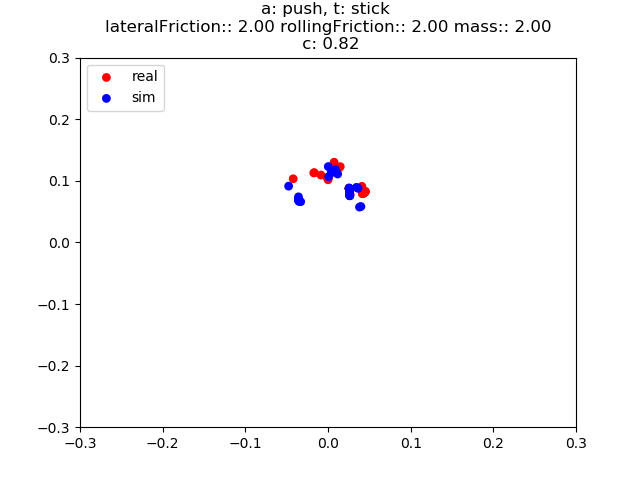 a: push, t: stick
lateralFriction:: 2.00 rollingFriction:: 2.00 mass:: 2.00
c: 0.82
real
sim
0.3
0.2
0.1
0.0
−0.1
−0.2
−0.3
−0.3 −0.2 −0.1 0.0 0.1 0.2 0.3